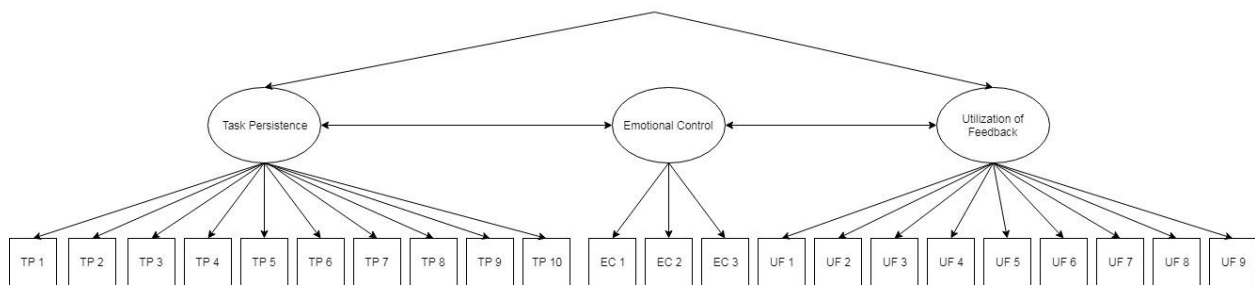 Task Persistence
Emotional Control
Utilization of
Feedback
TP 1
TP 2
TP 3
TP 4
TP 5
TP 6
TP 7
TP 8
TP 9
TP 10
EC 1
EC 2
EC 3
UF 1
UF 2
UF 3
UF 4
UF 5
UF 6
UF 7
UF 8
UF 9